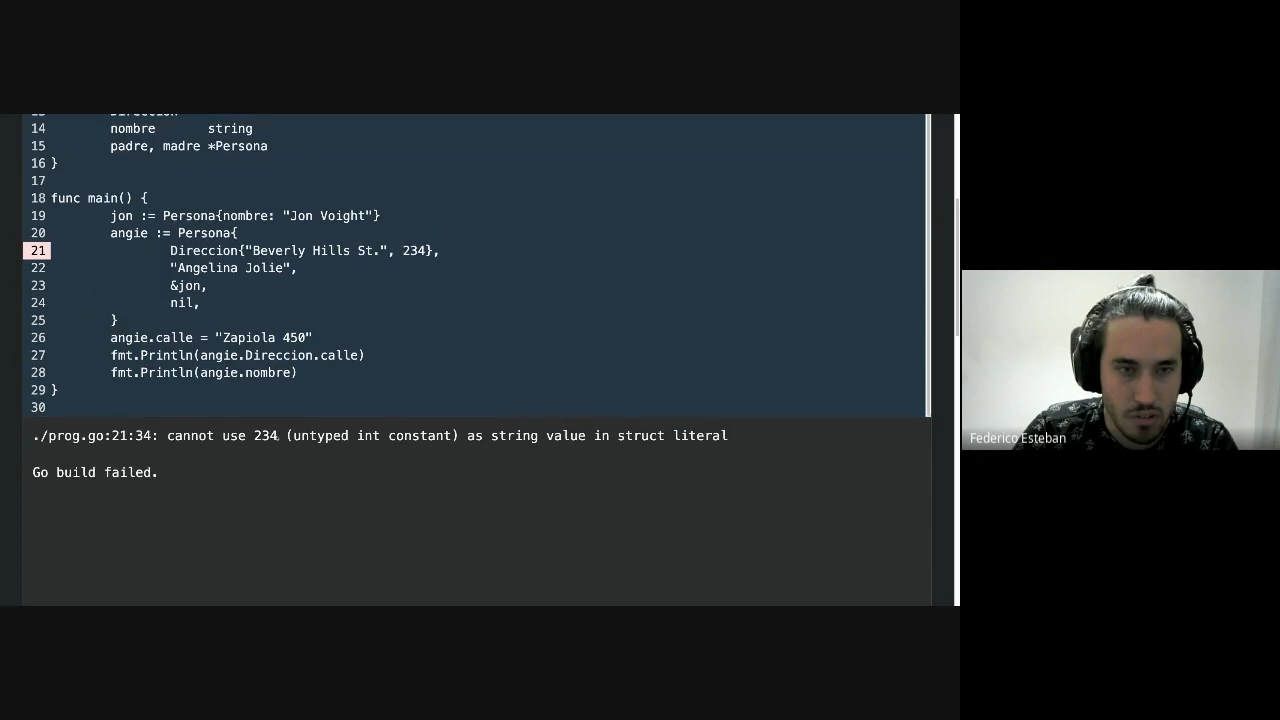 14 nombre string
15 padre, madre *Persona
16 }
17
18 func main() {
19 jon := Persona{nombre: "Jon Voight"}
20 angie := Persona{
21 Direccion{"Beverly Hills St.", 234},
22 "Angelina Jolie",
23 &jon,
24 nil,
25 }
26 angie.calle = "Zapiola 450"
27 fmt.Println(angie.Direccion.calle)
28 fmt.Println(angie.nombre)
29 }
30
./prog.go:21:34: cannot use 234 (untyped int constant) as string value in struct literal
Go build failed.
Federico Esteban